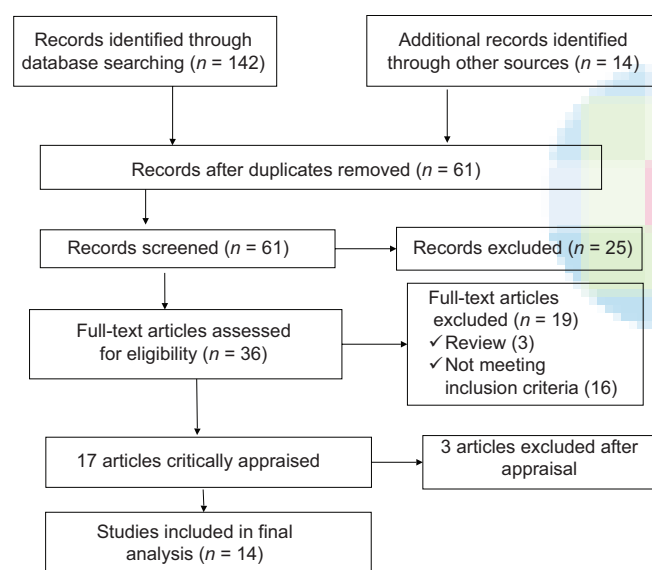 Records identified through
database searching (n = 142)
Additional records identified
through other sources (n = 14)
Records after duplicates removed (n = 61)
Records screened (n = 61)
Records excluded (n = 25)
Full-text articles assessed
for eligibility (n = 36)
Full-text articles
excluded (n = 19)
✓Review (3)
✓Not meeting
inclusion criteria (16)
17 articles critically appraised
3 articles excluded after
appraisal
Studies included in final
analysis (n = 14)